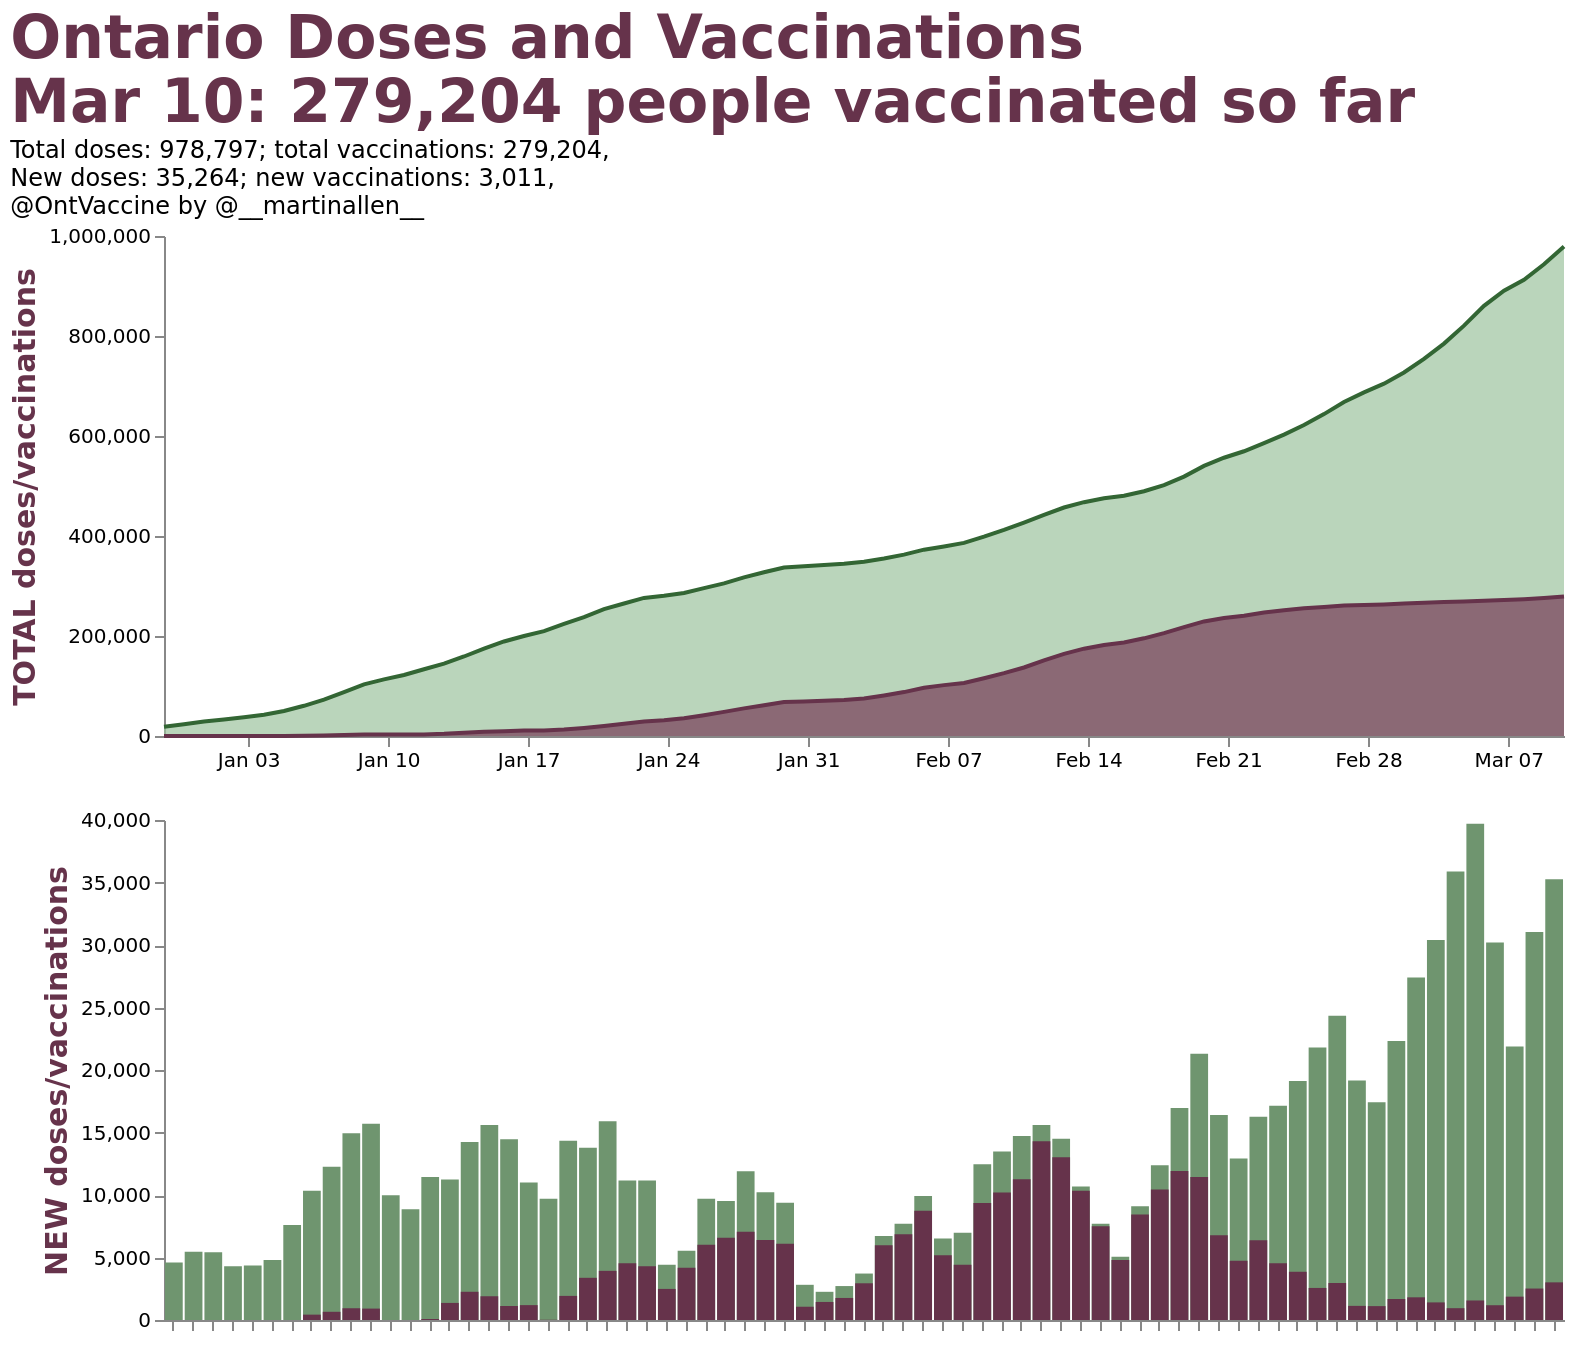 Ontario Doses and Vaccinations
Mar 10: 279,204 people vaccinated so far
Total doses: 978,797; total vaccinations: 279,204,
New doses: 35,264; new vaccinations: 3,011,
@OntVaccine by @__martinallen__
TOTAL doses/vaccinations
1,000,000
800,000
600,000
400,000
200,000
0
Jan 03 Jan 10 Jan 17 Jan 24 Jan 31 Feb 07 Feb 14 Feb 21 Feb 28 Mar 07
NEW doses/vaccinations
40,000
35,000
30,000
25,000
20,000
15,000
10,000
5,000
0